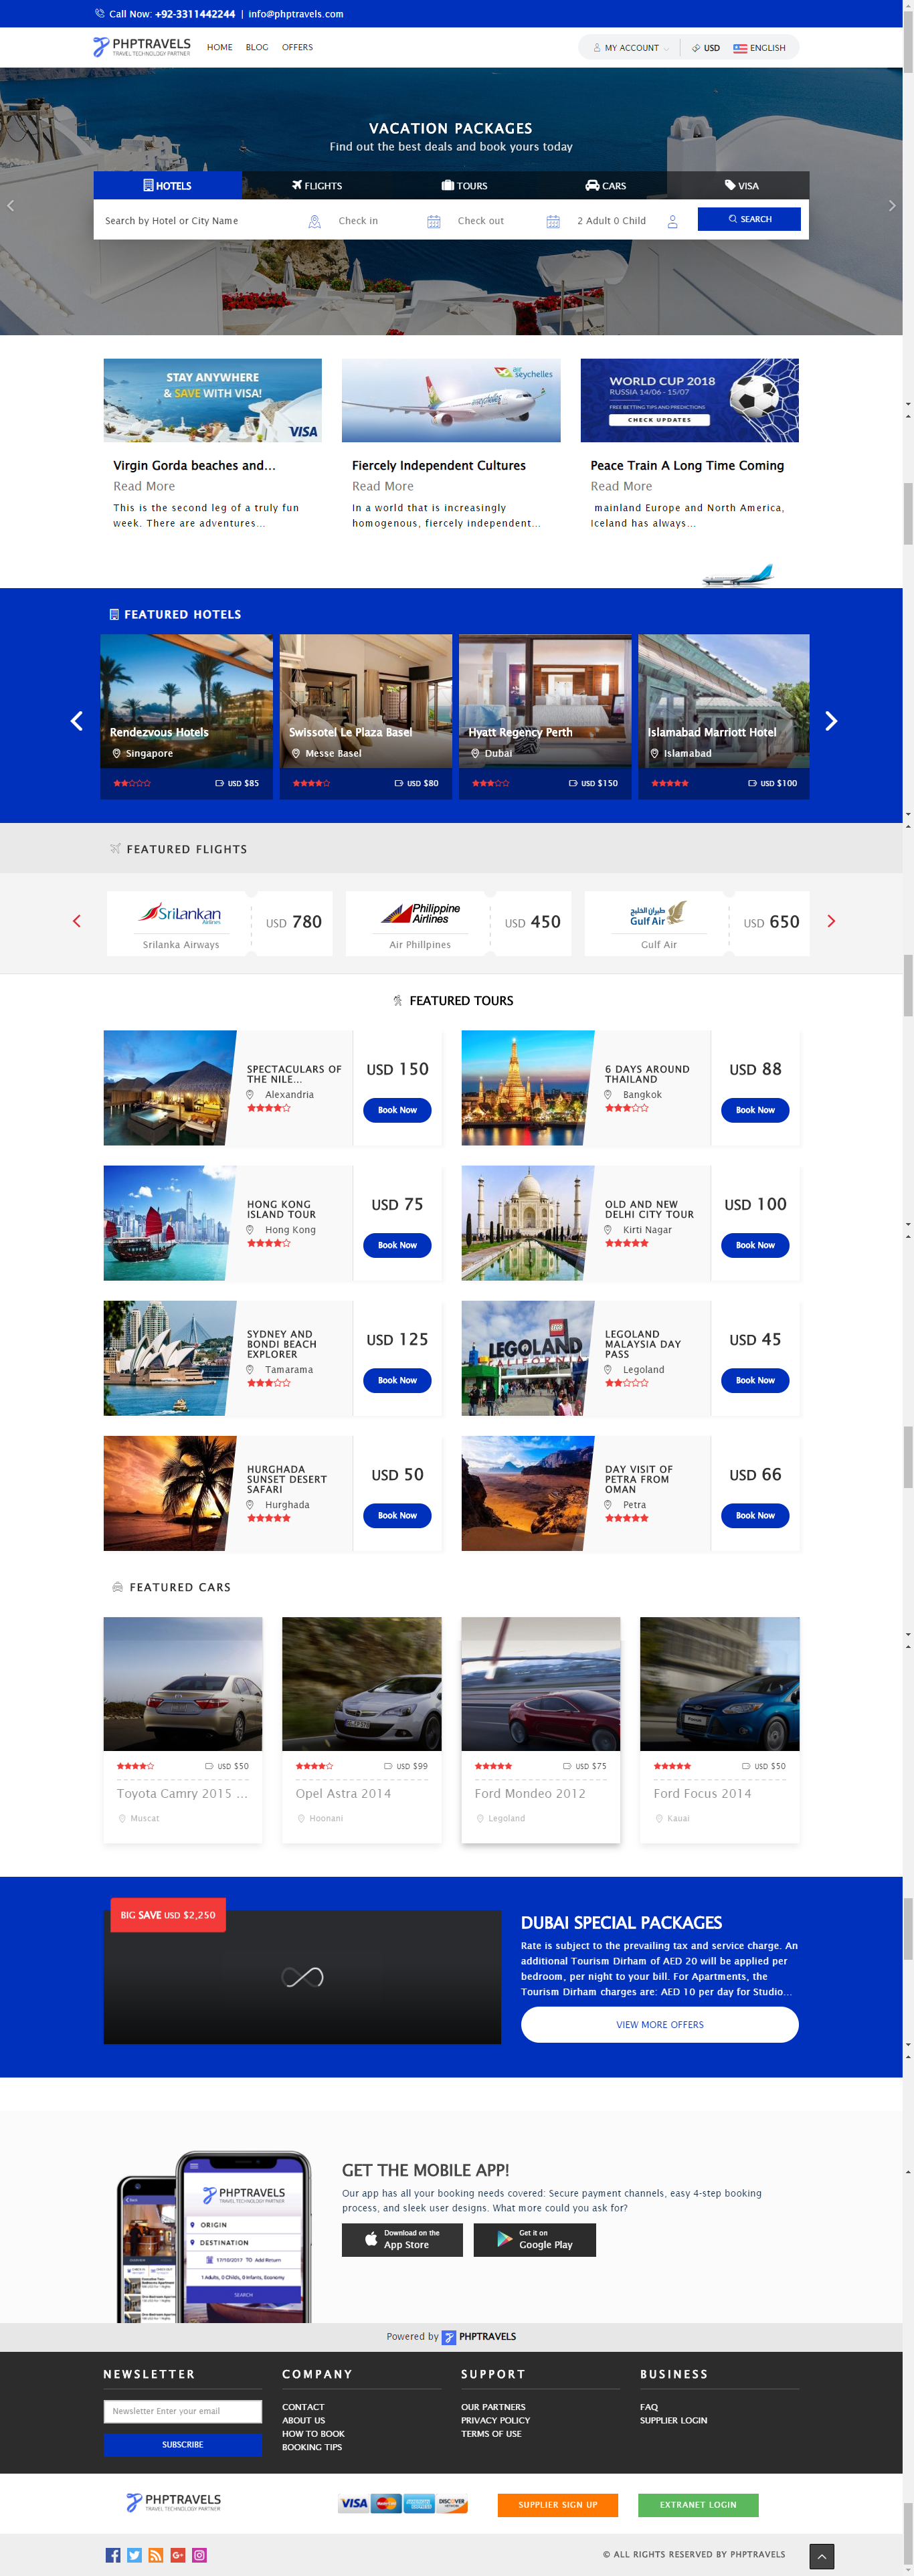 Call Now: +92-3311442244 | info@phptravels.com
PHPTRAVELS
TRAVEL TECHNOLOGY PARTNER
HOME BLOG OFFERS
MY ACCOUNT USD ENGLISH
VACATION PACKAGES
Find out the best deals and book yours today
HOTELS FLIGHTS TOURS CARS VISA
Search by Hotel or City Name Check in Check out 2 Adult 0 Child SEARCH
STAY ANYWHERE
& SAVE WITH VISA!
VISA
Virgin Gorda beaches and...
Read More
This is the second leg of a truly fun
week. There are adventures...
air seychelles
Fiercely Independent Cultures
Read More
In a world that is increasingly
homogenous, fiercely independent...
WORLD CUP 2018
RUSSIA 14/06 - 15/07
FREE BETTING TIPS AND PREDICTIONS
CHECK UPDATES
Peace Train A Long Time Coming
Read More
mainland Europe and North America,
Iceland has always...
FEATURED HOTELS
Rendezvous Hotels
Singapore
USD $85
Swissotel Le Plaza Basel
Messe Basel
USD $80
Hyatt Regency Perth
Dubai
USD $150
Islamabad Marriott Hotel
Islamabad
USD $100
FEATURED FLIGHTS
SriLankan
Airlines
Srilanka Airways
USD 780
Philippine
Airlines
Air Phillpines
USD 450
طيران الخليج
Gulf Air
Gulf Air
USD 650
FEATURED TOURS
SPECTACULARS OF
THE NILE...
Alexandria
USD 150
Book Now
6 DAYS AROUND
THAILAND
Bangkok
USD 88
Book Now
HONG KONG
ISLAND TOUR
Hong Kong
USD 75
Book Now
OLD AND NEW
DELHI CITY TOUR
Kirti Nagar
USD 100
Book Now
SYDNEY AND
BONDI BEACH
EXPLORER
Tamarama
USD 125
Book Now
LEGO
LEGOLAND
CALIFORNIA
LEGOLAND
MALAYSIA DAY
PASS
Legoland
USD 45
Book Now
HURGHADA
SUNSET DESERT
SAFARI
Hurghada
USD 50
Book Now
DAY VISIT OF
PETRA FROM
OMAN
Petra
USD 66
Book Now
FEATURED CARS
USD $50
Toyota Camry 2015 ...
Muscat
USD $99
Opel Astra 2014
Hoonani
USD $75
Ford Mondeo 2012
Legoland
USD $50
Ford Focus 2014
Kauai
BIG SAVE USD $2,250
DUBAI SPECIAL PACKAGES
Rate is subject to the prevailing tax and service charge. An
additional Tourism Dirham of AED 20 will be applied per
bedroom, per night to your bill. For Apartments, the
Tourism Dirham charges are: AED 10 per day for Studio...
VIEW MORE OFFERS
PHPTRAVELS
TRAVEL TECHNOLOGY PARTNER
ORIGIN
DESTINATION
17/10/2017 TO Add Return
1 Adults, 0 Childs, 0 Infants, Economy
SEARCH
GET THE MOBILE APP!
Our app has all your booking needs covered: Secure payment channels, easy 4-step booking
process, and sleek user designs. What more could you ask for?
Download on the
App Store
Get it on
Google Play
Powered by PHPTRAVELS
NEWSLETTER
Newsletter Enter your email
SUBSCRIBE
COMPANY
CONTACT
ABOUT US
HOW TO BOOK
BOOKING TIPS
SUPPORT
OUR PARTNERS
PRIVACY POLICY
TERMS OF USE
BUSINESS
FAQ
SUPPLIER LOGIN
PHPTRAVELS
TRAVEL TECHNOLOGY PARTNER
VISA MasterCard DISCOVER
SUPPLIER SIGN UP
EXTRANET LOGIN
© ALL RIGHTS RESERVED BY PHPTRAVELS